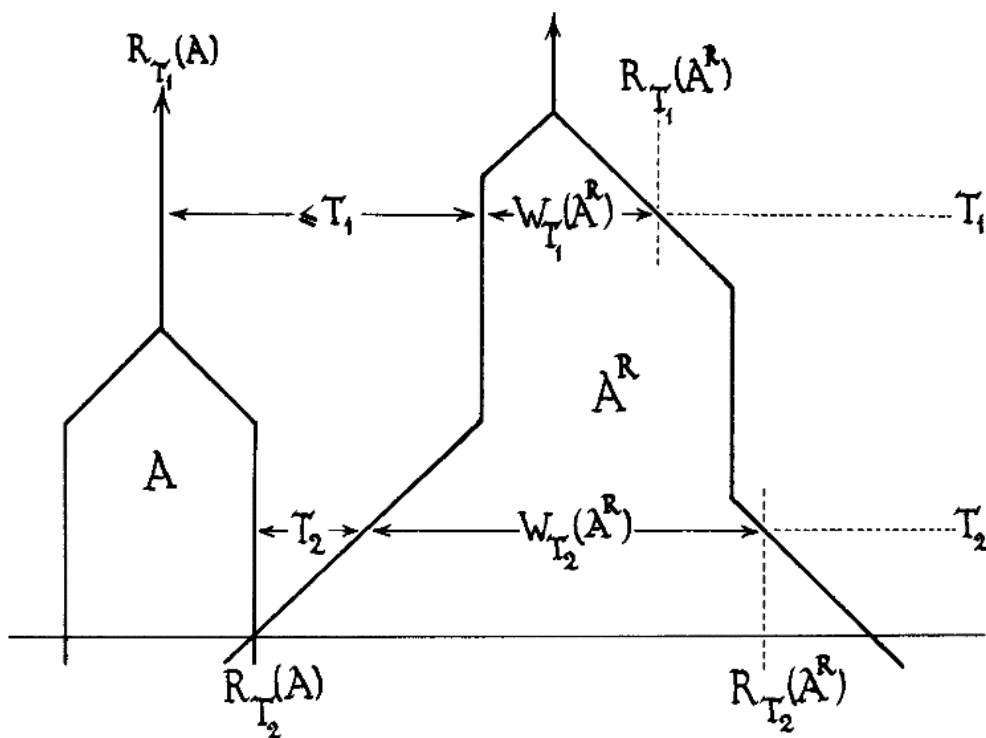 R_{T_1}(A)
R_{T_1}(A^R)
⩽ T_1
W_{T_1}(A^R)
T_1
A^R
A
T_2
W_{T_2}(A^R)
T_2
R_{T_2}(A)
R_{T_2}(A^R)